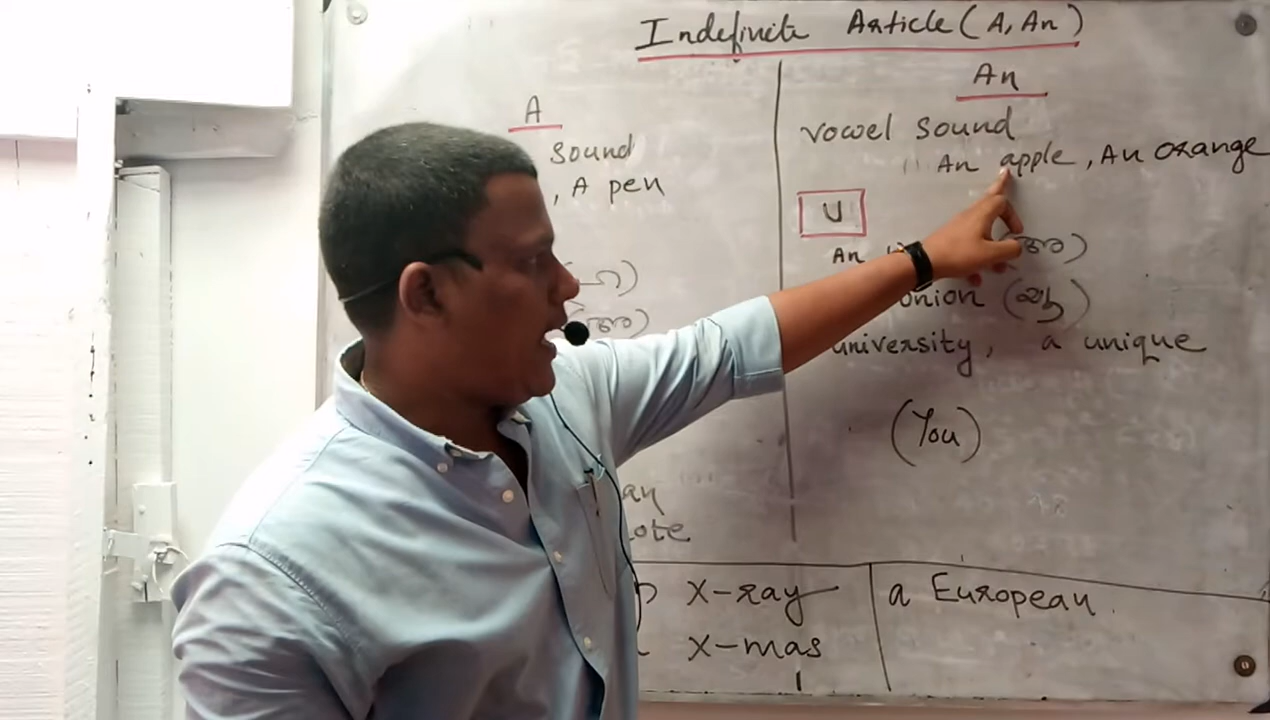 Indefinite Article (A, An)
A
sound
, A pen
An
vowel sound
An apple, An orange
U
An (അ)
onion (യു)
university, a unique
(You)
X-ray
X-mas
a European.